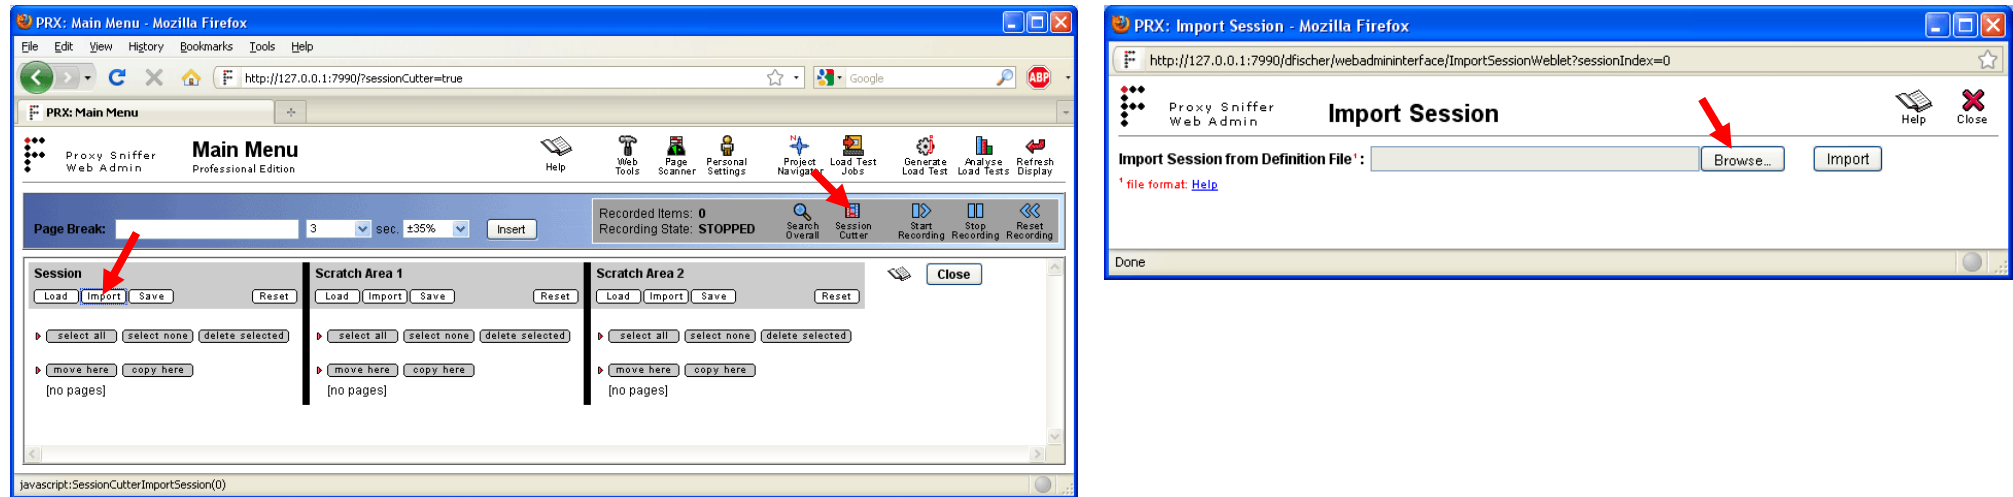 PRX: Main Menu - Mozilla Firefox
File Edit View History Bookmarks Tools Help
http://127.0.0.1:7990/?sessionCutter=true
Google
ABP
PRX: Main Menu
Proxy Sniffer
Web Admin
Main Menu
Professional Edition
Help
Web Tools
Page Scanner
Personal Settings
Project Navigator
Load Test Jobs
Generate Load Test
Analyse Load Tests
Refresh Display
Page Break:
3 sec. ±35% Insert
Recorded Items: 0
Recording State: STOPPED
Search Overall
Session Cutter
Start Recording
Stop Recording
Reset Recording
Session
Load Import Save Reset
select all select none delete selected
move here copy here
[no pages]
Scratch Area 1
Load Import Save Reset
select all select none delete selected
move here copy here
[no pages]
Scratch Area 2
Load Import Save Reset
select all select none delete selected
move here copy here
[no pages]
Close
javascript:SessionCutterImportSession(0)
PRX: Import Session - Mozilla Firefox
http://127.0.0.1:7990/dfischer/webadmininterface/ImportSessionWeblet?sessionIndex=0
Proxy Sniffer
Web Admin
Import Session
Help
Close
Import Session from Definition File¹: Browse... Import
¹ file format: Help
Done